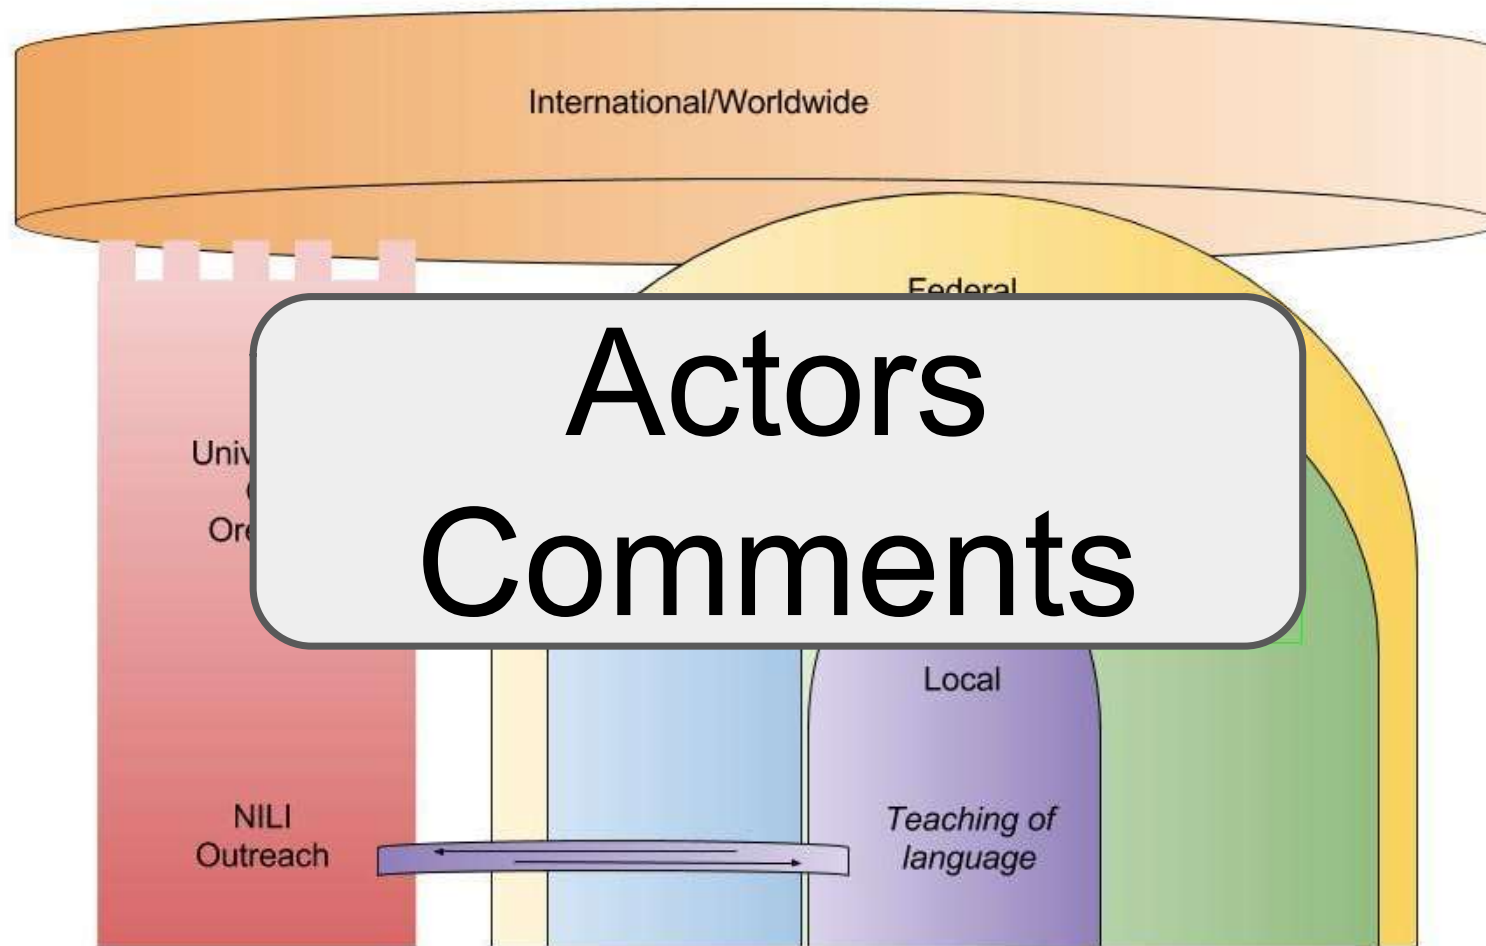 International/Worldwide
Federal
Actors
Comments
Local
NILI
Outreach
Teaching of
language